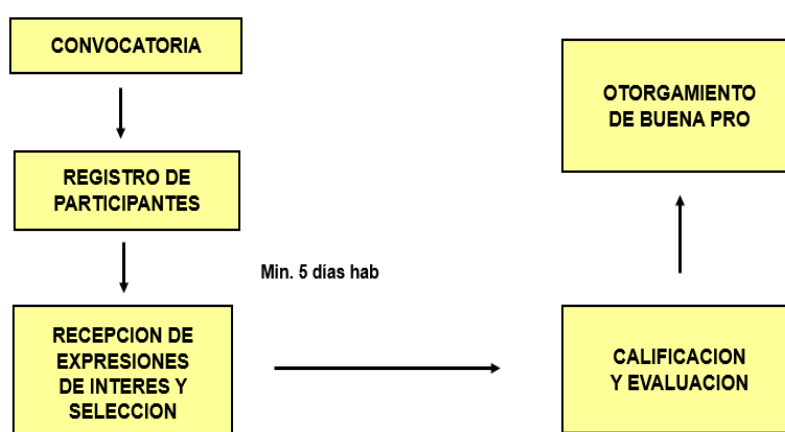 CONVOCATORIA
REGISTRO DE
PARTICIPANTES
Min. 5 días hab
RECEPCION DE
EXPRESIONES
DE INTERES Y
SELECCION
CALIFICACION
Y EVALUACION
OTORGAMIENTO
DE BUENA PRO